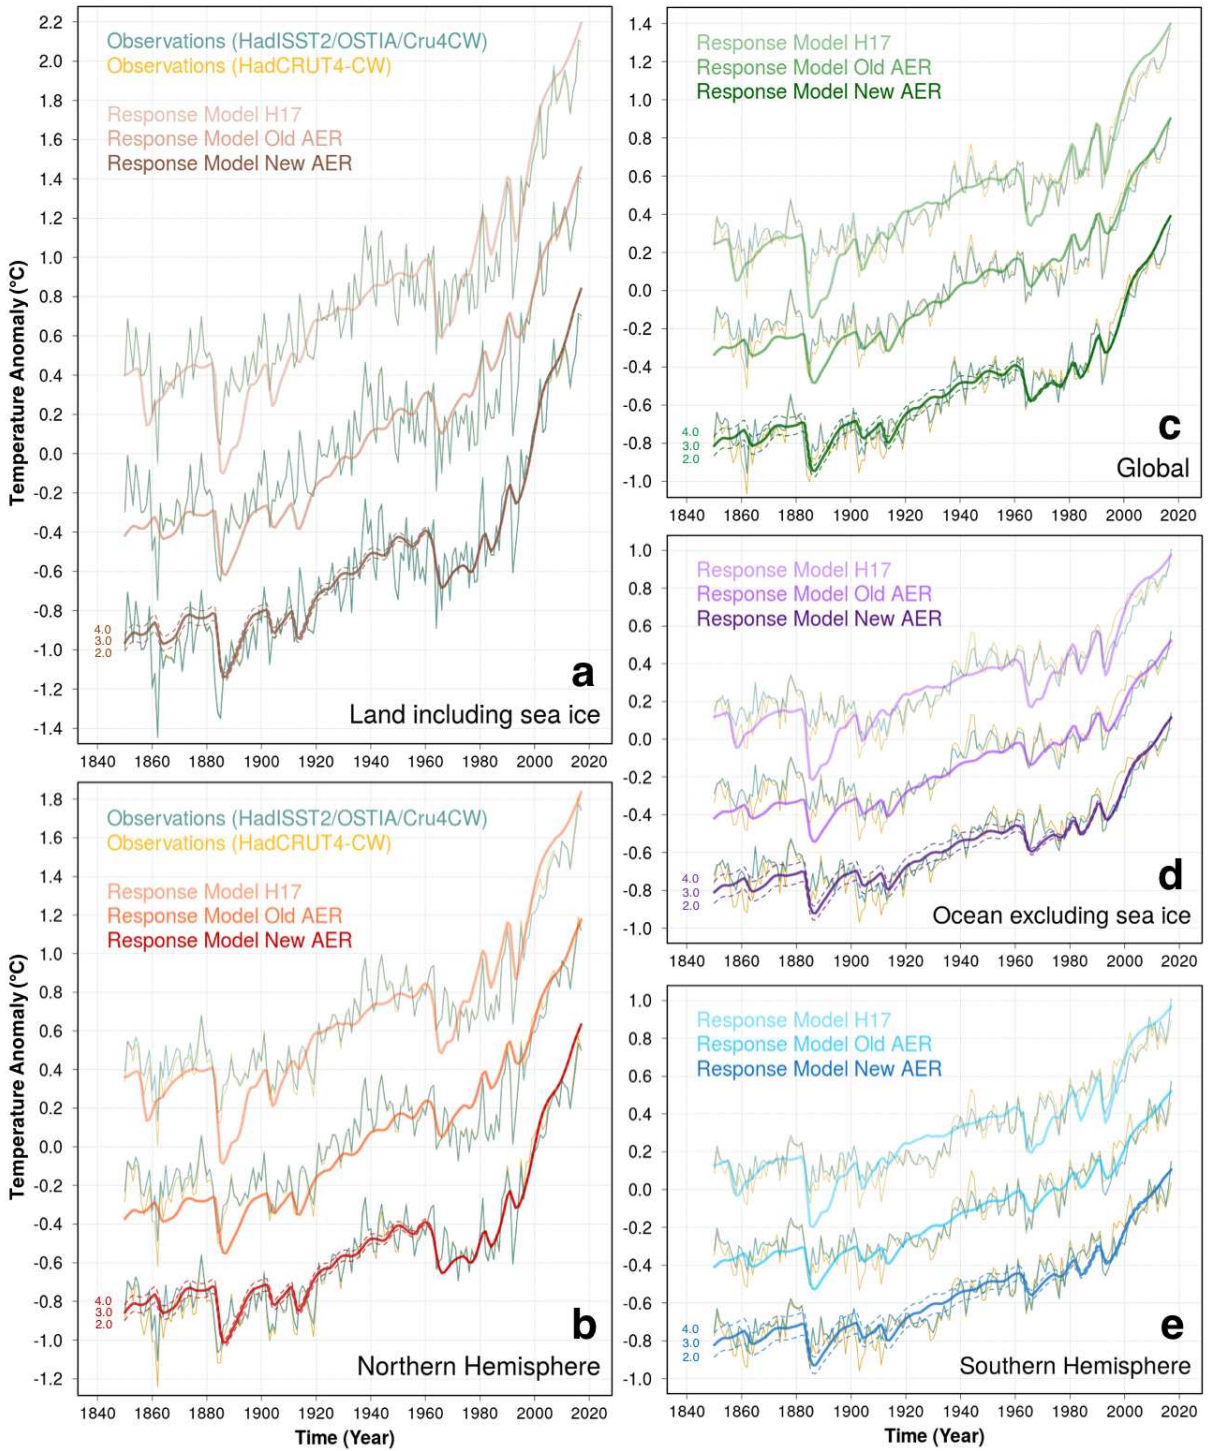 2.2
2.0
1.8
1.6
1.4
1.2
1.0
0.8
0.6
0.4
0.2
0.0
-0.2
-0.4
-0.6
-0.8
-1.0
-1.2
-1.4
Temperature Anomaly (°C)
Observations (HadISST2/OSTIA/Cru4CW)
Observations (HadCRUT4-CW)
Response Model H17
Response Model Old AER
Response Model New AER
4.0
3.0
2.0
a
Land including sea ice
1840 1860 1880 1900 1920 1940 1960 1980 2000 2020
1.8
1.6
1.4
1.2
1.0
0.8
0.6
0.4
0.2
0.0
-0.2
-0.4
-0.6
-0.8
-1.0
-1.2
Temperature Anomaly (°C)
Observations (HadISST2/OSTIA/Cru4CW)
Observations (HadCRUT4-CW)
Response Model H17
Response Model Old AER
Response Model New AER
4.0
3.0
2.0
b
Northern Hemisphere
1840 1860 1880 1900 1920 1940 1960 1980 2000 2020
Time (Year)
1.4
1.2
1.0
0.8
0.6
0.4
0.2
0.0
-0.2
-0.4
-0.6
-0.8
-1.0
Response Model H17
Response Model Old AER
Response Model New AER
4.0
3.0
2.0
c
Global
1840 1860 1880 1900 1920 1940 1960 1980 2000 2020
1.0
0.8
0.6
0.4
0.2
0.0
-0.2
-0.4
-0.6
-0.8
-1.0
Response Model H17
Response Model Old AER
Response Model New AER
4.0
3.0
2.0
d
Ocean excluding sea ice
1840 1860 1880 1900 1920 1940 1960 1980 2000 2020
1.0
0.8
0.6
0.4
0.2
0.0
-0.2
-0.4
-0.6
-0.8
-1.0
Response Model H17
Response Model Old AER
Response Model New AER
4.0
3.0
2.0
e
Southern Hemisphere
1840 1860 1880 1900 1920 1940 1960 1980 2000 2020
Time (Year)